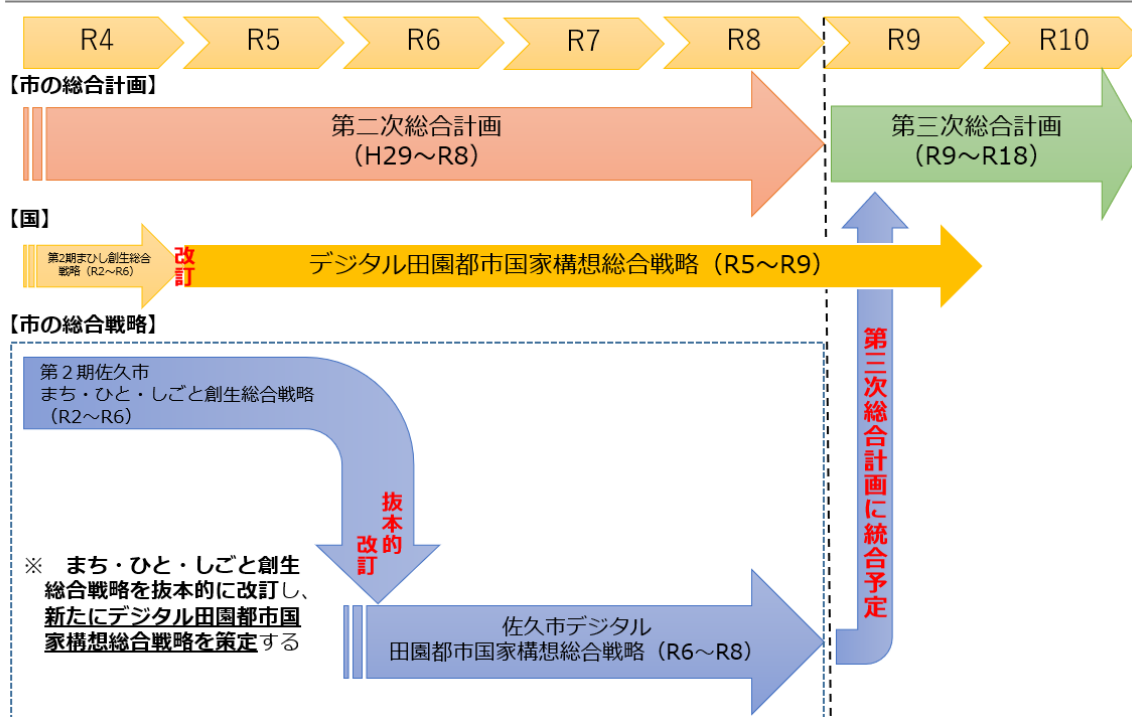 R4
R5
R6
R7
R8
R9
R10
【市の総合計画】
第二次総合計画
（H29～R8）
第三次総合計画
（R9～R18）
【国】
第2期まひし創生総合
戦略（R2～R6）
改訂
デジタル田園都市国家構想総合戦略（R5～R9）
【市の総合戦略】
第２期佐久市
まち・ひと・しごと創生総合戦略
（R2～R6）
抜本的
改訂
第三次総合計画に統合予定
※　まち・ひと・しごと創生
総合戦略を抜本的に改訂し、
新たにデジタル田園都市国
家構想総合戦略を策定する
佐久市デジタル
田園都市国家構想総合戦略（R6～R8）